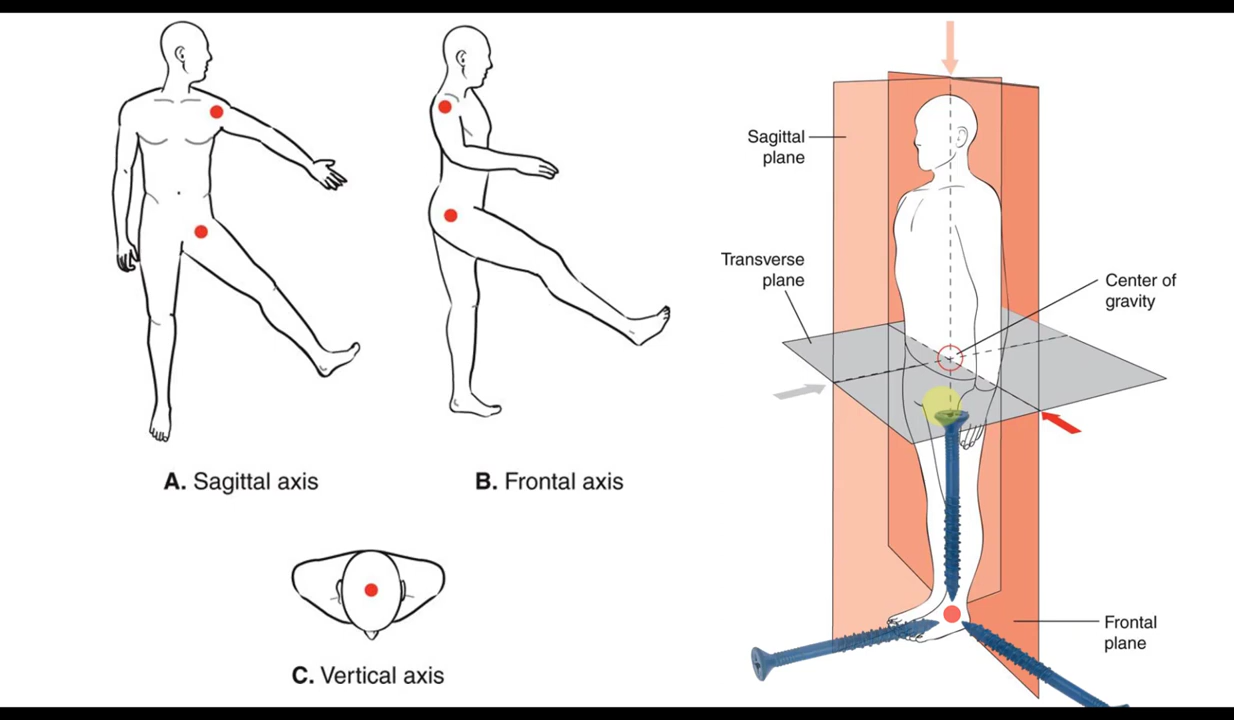 A. Sagittal axis
B. Frontal axis
C. Vertical axis
Sagittal
plane
Transverse
plane
Center of
gravity
Frontal
plane